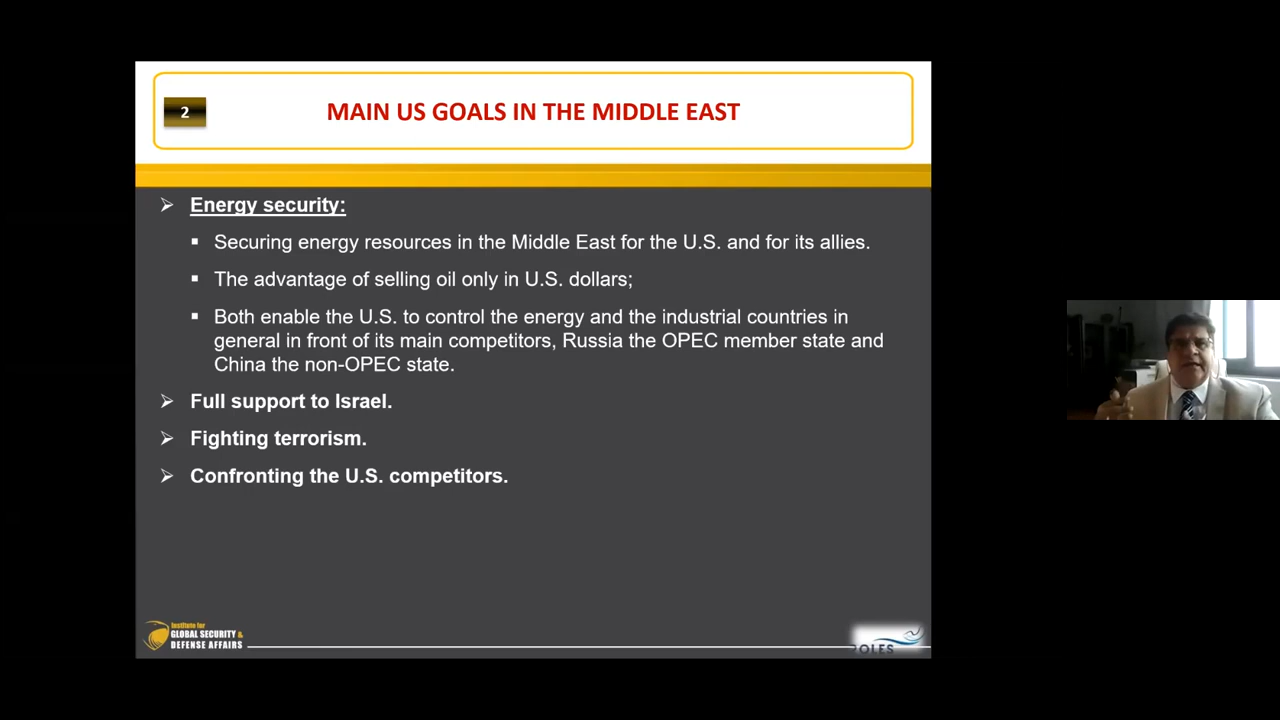 2
MAIN US GOALS IN THE MIDDLE EAST
Energy security:
Securing energy resources in the Middle East for the U.S. and for its allies.
The advantage of selling oil only in U.S. dollars;
Both enable the U.S. to control the energy and the industrial countries in
general in front of its main competitors, Russia the OPEC member state and
China the non-OPEC state.
Full support to Israel.
Fighting terrorism.
Confronting the U.S. competitors.
Institute for
GLOBAL SECURITY &
DEFENSE AFFAIRS